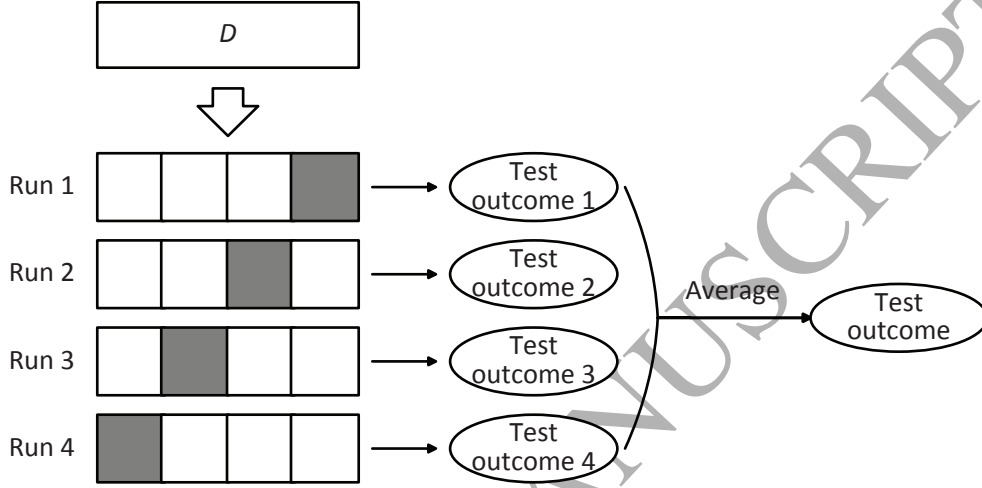 D
Run 1
Test
outcome 1
Run 2
Test
outcome 2
Average
Test
outcome
Run 3
Test
outcome 3
Run 4
Test
outcome 4
ANUSCRIPT